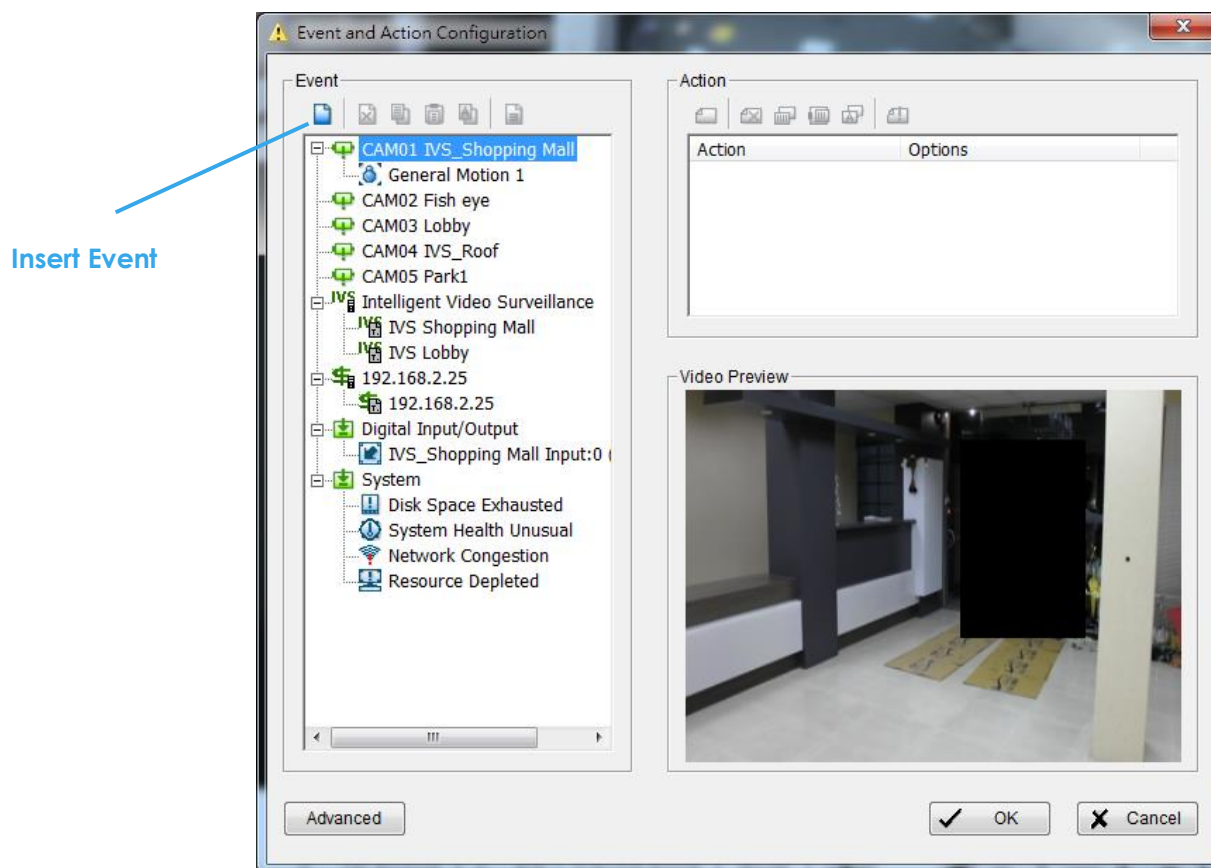 Event and Action Configuration
Event
Action
Insert Event
CAM01 IVS_Shopping Mall
General Motion 1
CAM02 Fish eye
CAM03 Lobby
CAM04 IVS_Roof
CAM05 Park1
IVS Intelligent Video Surveillance
IVS IVS Shopping Mall
IVS IVS Lobby
192.168.2.25
192.168.2.25
Digital Input/Output
IVS_Shopping Mall Input:0 (
System
Disk Space Exhausted
System Health Unusual
Network Congestion
Resource Depleted
Action Options
Video Preview
Advanced
OK
Cancel